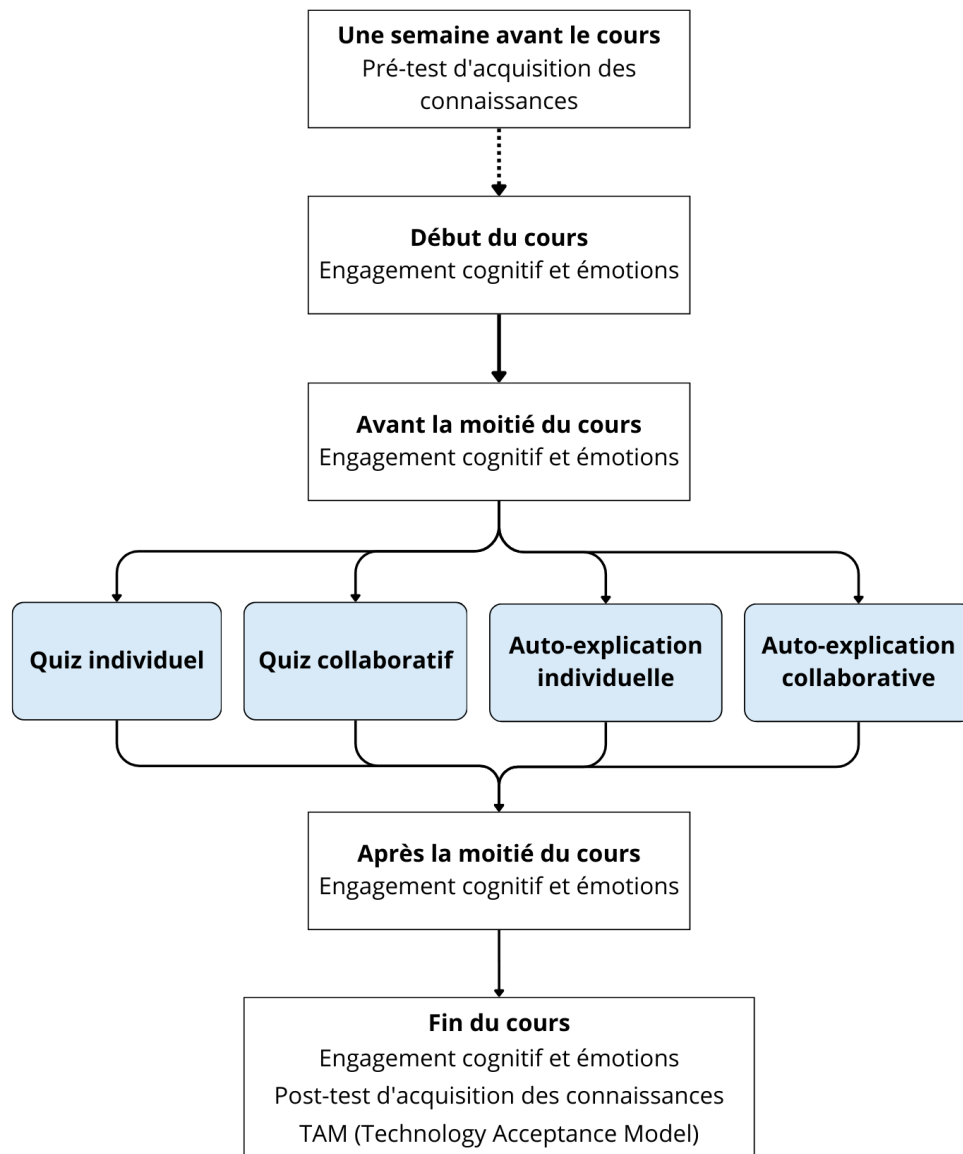 Une semaine avant le cours
Pré-test d'acquisition des
connaissances
Début du cours
Engagement cognitif et émotions
Avant la moitié du cours
Engagement cognitif et émotions
Quiz individuel
Quiz collaboratif
Auto-explication
individuelle
Auto-explication
collaborative
Après la moitié du cours
Engagement cognitif et émotions
Fin du cours
Engagement cognitif et émotions
Post-test d'acquisition des connaissances
TAM (Technology Acceptance Model)